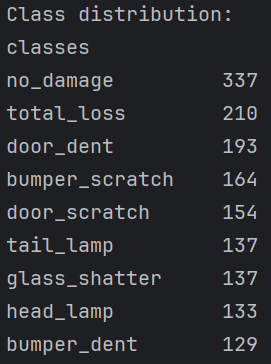 Class distribution:
classes
no_damage 337
total_loss 210
door_dent 193
bumper_scratch 164
door_scratch 154
tail_lamp 137
glass_shatter 137
head_lamp 133
bumper_dent 129